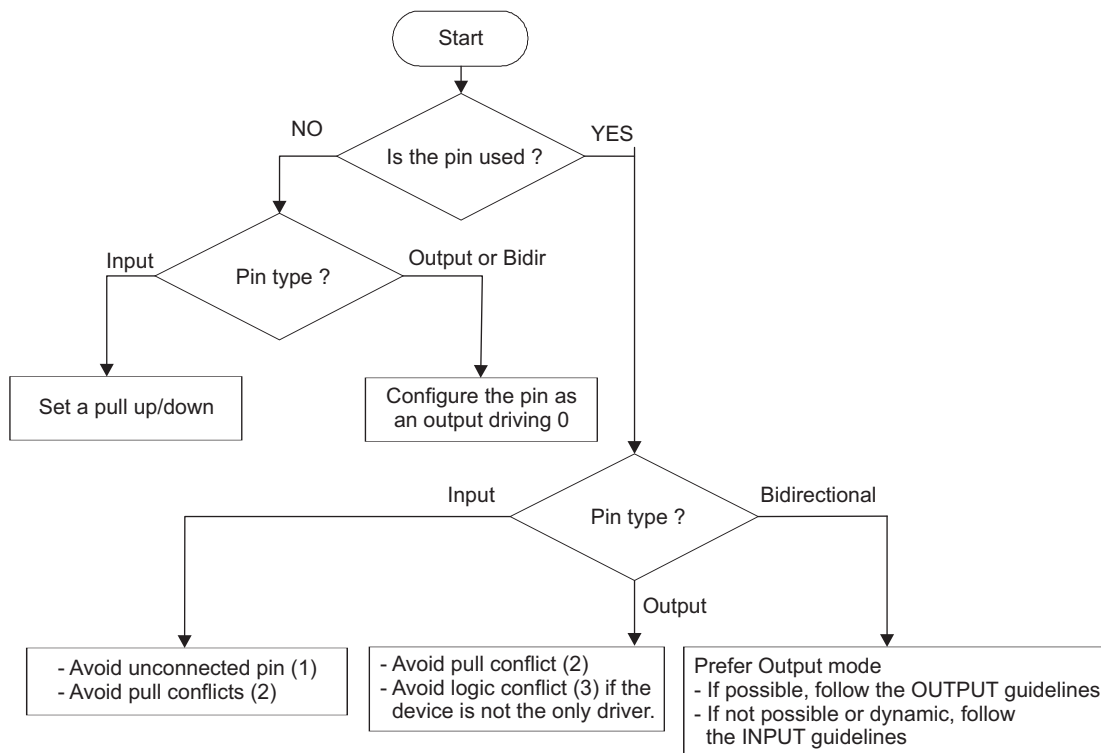 Start
NO
YES
Is the pin used ?
Input
Pin type ?
Output or Bidir
Set a pull up/down
Configure the pin as
an output driving 0
Input
Pin type ?
Bidirectional
Output
- Avoid unconnected pin (1)
- Avoid pull conflicts (2)
- Avoid pull conflict (2)
- Avoid logic conflict (3) if the
device is not the only driver.
Prefer Output mode
- If possible, follow the OUTPUT guidelines
- If not possible or dynamic, follow
the INPUT guidelines